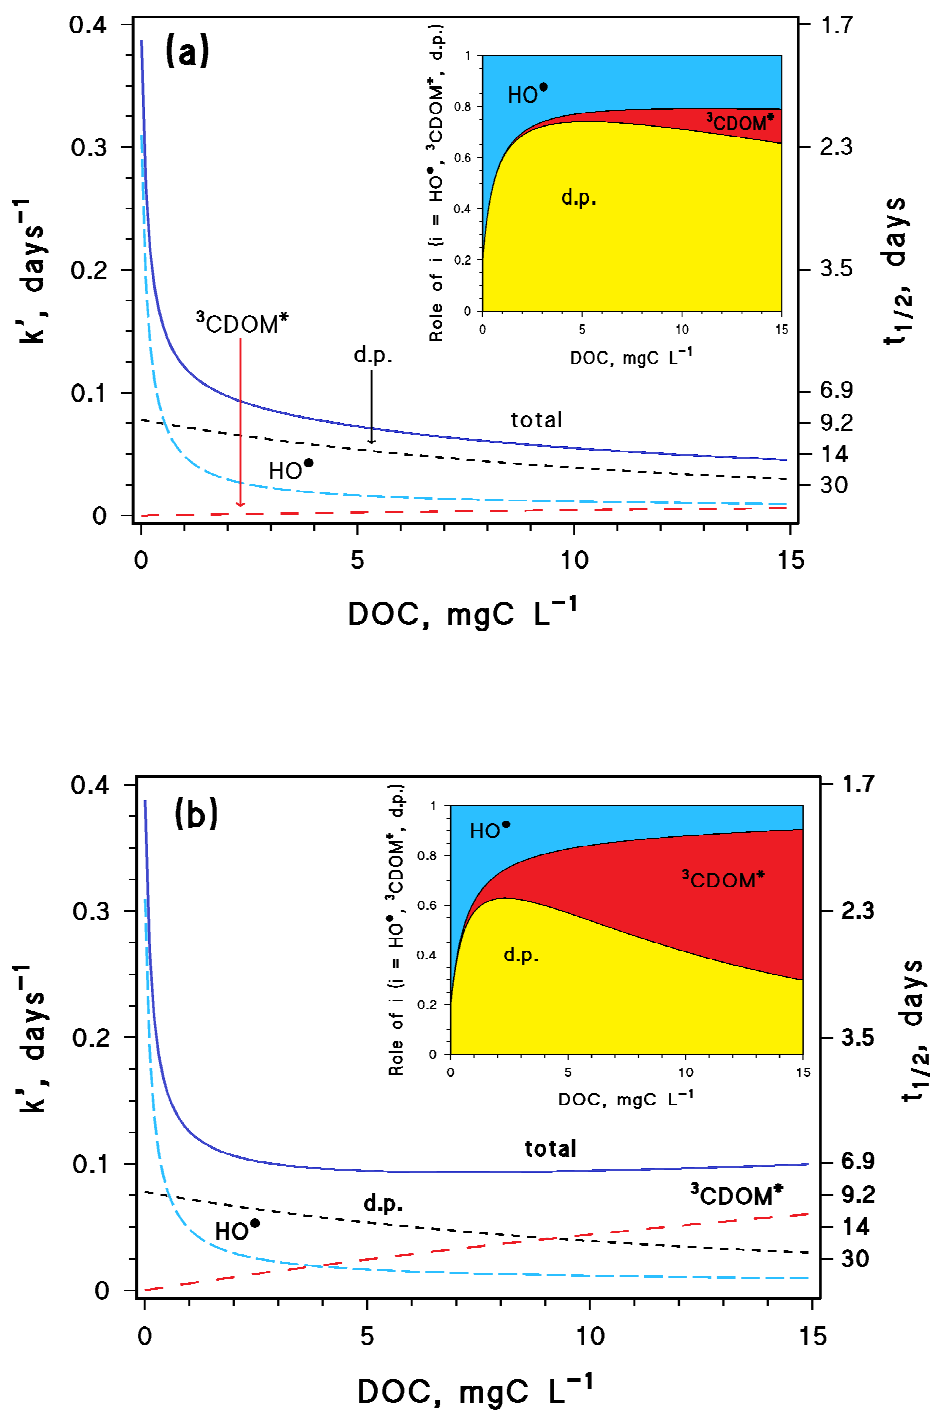 (a)
0.4
0.3
0.2
0.1
0
k', days⁻¹
1.7
2.3
3.5
6.9
9.2
14
30
t₁/₂, days
³CDOM*
d.p.
HO●
total
0 5 10 15
DOC, mgC L⁻¹
Role of i (i = HO●, ³CDOM*, d.p.)
1
0.8
0.6
0.4
0.2
0
HO●
³CDOM*
d.p.
0 5 10 15
DOC, mgC L⁻¹
(b)
0.4
0.3
0.2
0.1
0
k', days⁻¹
1.7
2.3
3.5
6.9
9.2
14
30
t₁/₂, days
total
³CDOM*
d.p.
HO●
0 5 10 15
DOC, mgC L⁻¹
Role of i (i = HO●, ³CDOM*, d.p.)
1
0.8
0.6
0.4
0.2
0
HO●
³CDOM*
d.p.
0 5 10 15
DOC, mgC L⁻¹